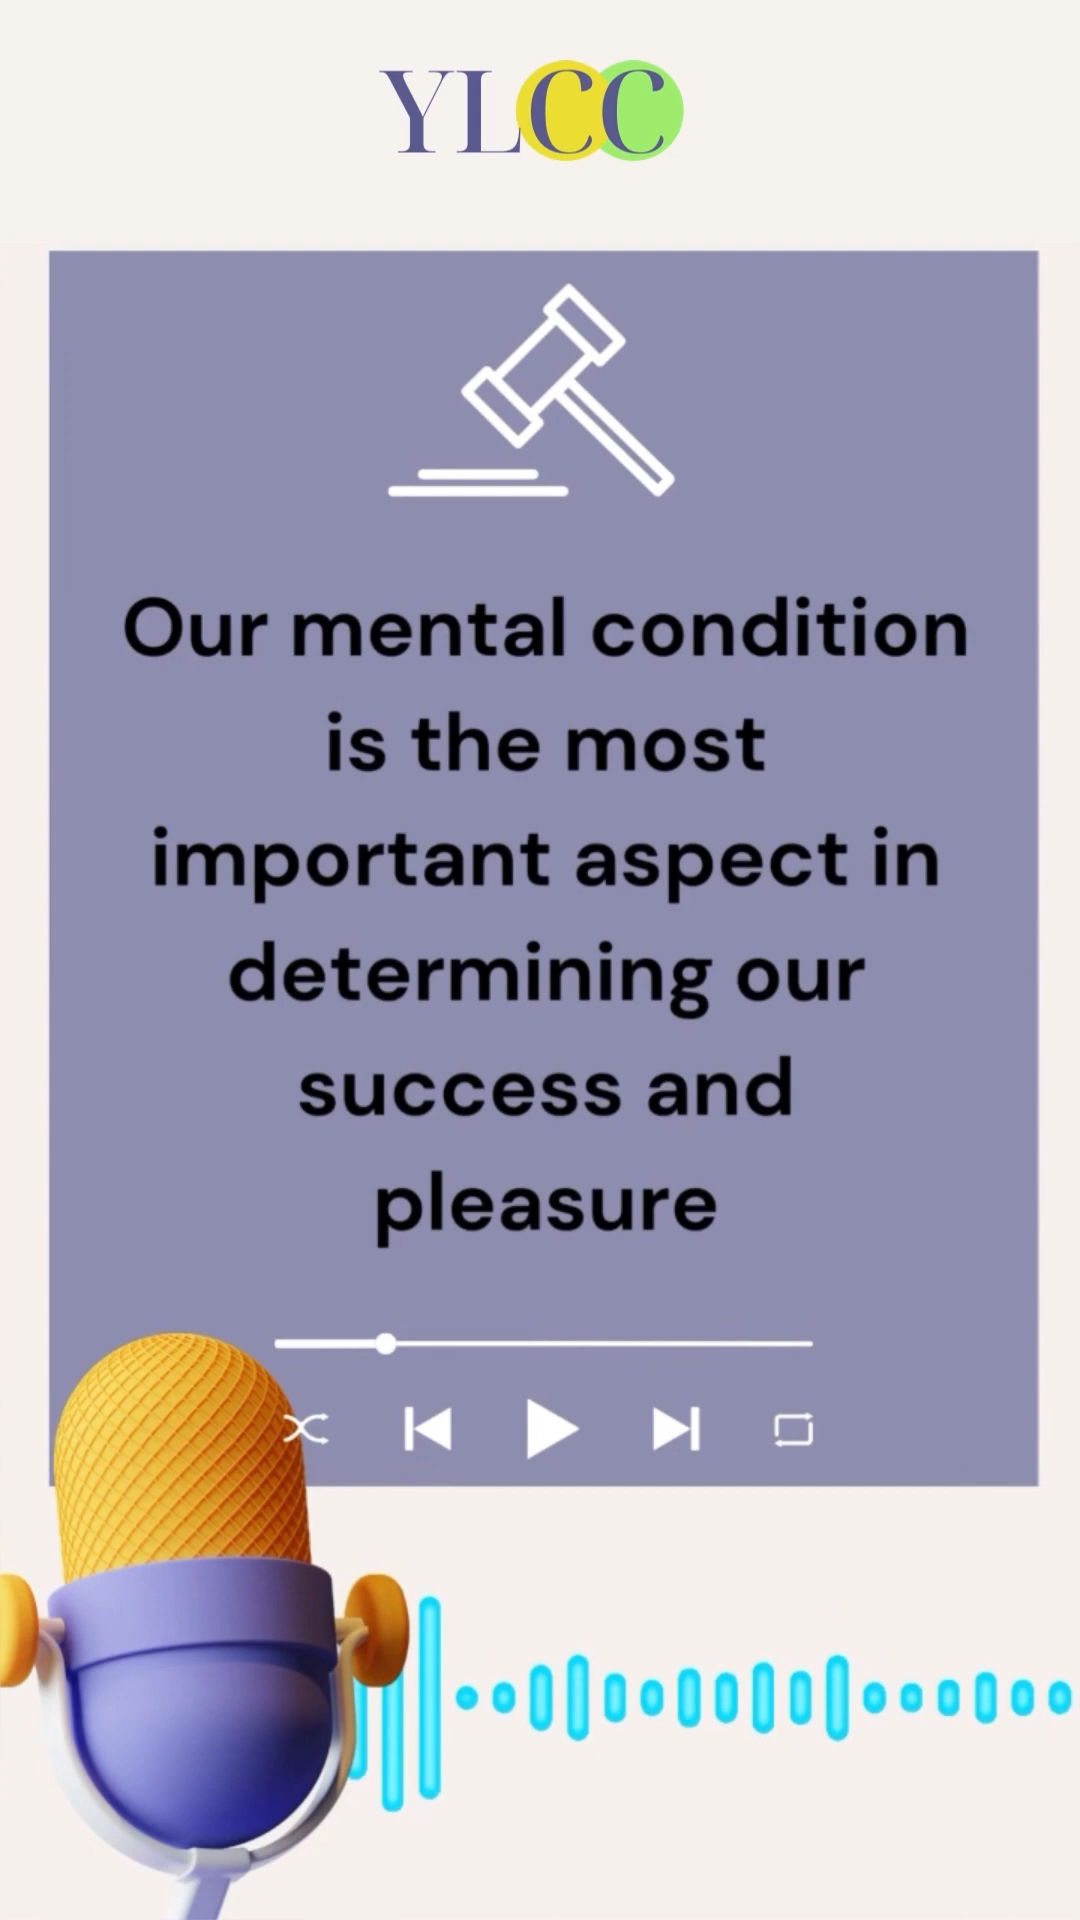 YLCC
Our mental condition
is the most
important aspect in
determining our
success and
pleasure